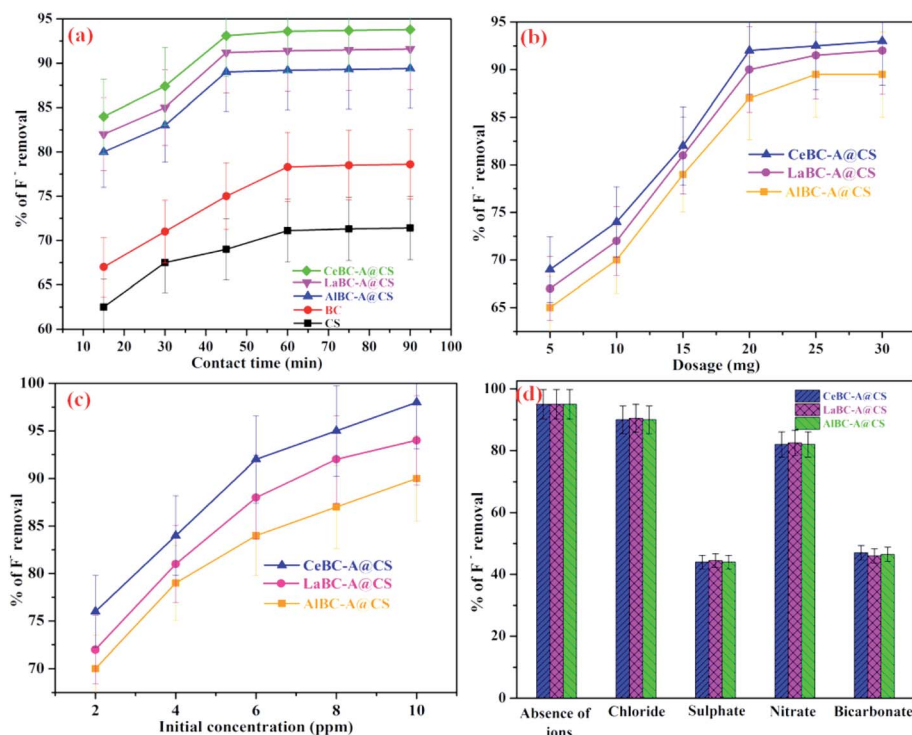 (a)
% of F⁻ removal
95
90
85
80
75
70
65
60
CeBC-A@CS
LaBC-A@CS
AlBC-A@CS
BC
CS
10 20 30 40 50 60 70 80 90 100
Contact time (min)
(b)
% of F⁻ removal
95
90
85
80
75
70
65
CeBC-A@CS
LaBC-A@CS
AlBC-A@CS
5 10 15 20 25 30
Dosage (mg)
(c)
% of F⁻ removal
100
95
90
85
80
75
70
CeBC-A@CS
LaBC-A@CS
AlBC-A@CS
2 4 6 8 10
Initial concentration (ppm)
(d)
% of F⁻ removal
100
80
60
40
20
0
CeBC-A@CS
LaBC-A@CS
AlBC-A@CS
Absence of Chloride Sulphate Nitrate Bicarbonate
ions